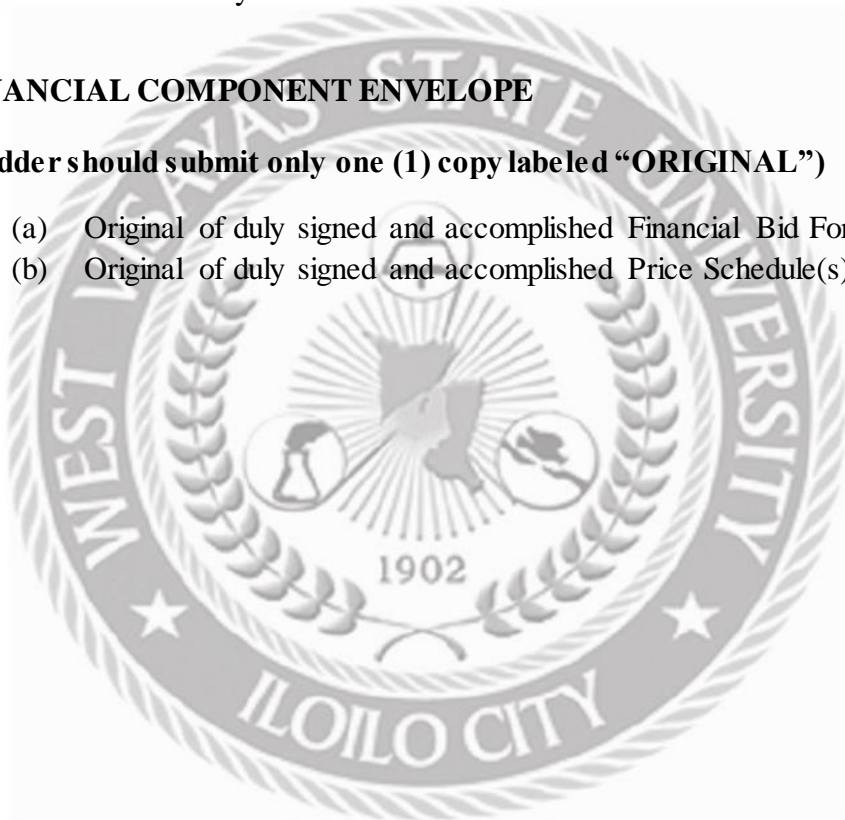 NANCIAL COMPONENT ENVELOPE
dder should submit only one (1) copy labeled “ORIGINAL”)
(a) Original of duly signed and accomplished Financial Bid For
(b) Original of duly signed and accomplished Price Schedule(s)
WEST VISAYAS STATE UNIVERSITY
1902
ILOILO CITY